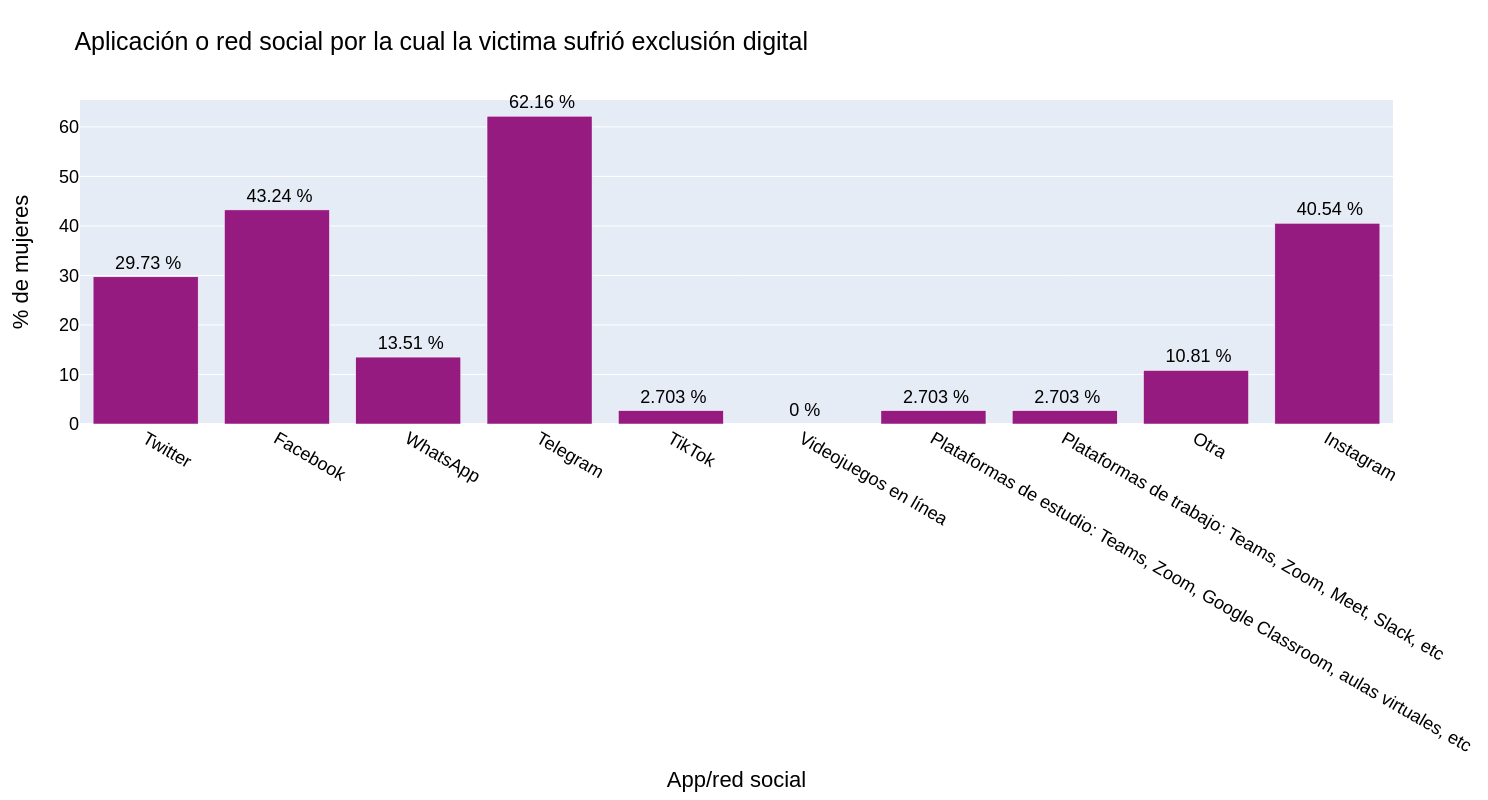 Aplicación o red social por la cual la victima sufrió exclusión digital
% de mujeres
60
50
40
30
20
10
0
29.73 %
43.24 %
13.51 %
62.16 %
2.703 %
0 %
2.703 %
2.703 %
10.81 %
40.54 %
Twitter
Facebook
WhatsApp
Telegram
TikTok
Videojuegos en línea
Plataformas de estudio: Teams, Zoom, Google Classroom, aulas virtuales, etc
Plataformas de trabajo: Teams, Zoom, Meet, Slack, etc
Otra
Instagram
App/red social